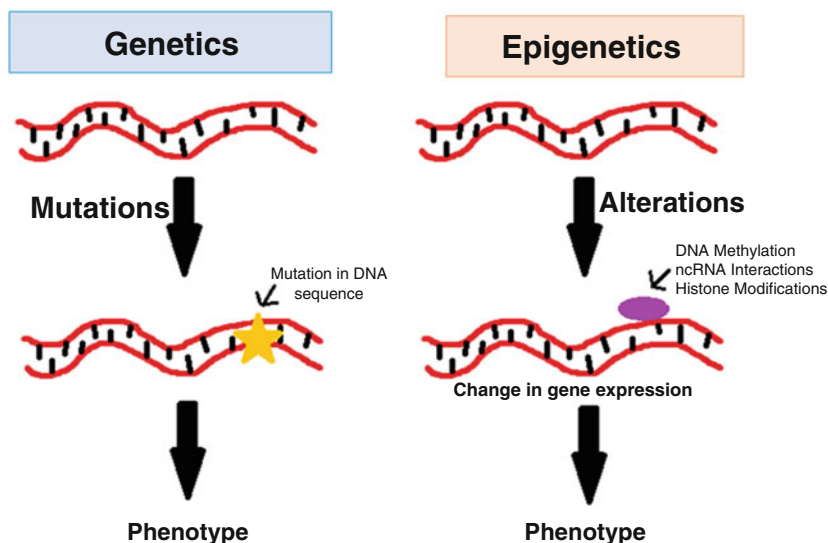 Genetics
Mutations
Mutation in DNA
sequence
Phenotype
Epigenetics
Alterations
DNA Methylation
ncRNA Interactions
Histone Modifications
Change in gene expression
Phenotype